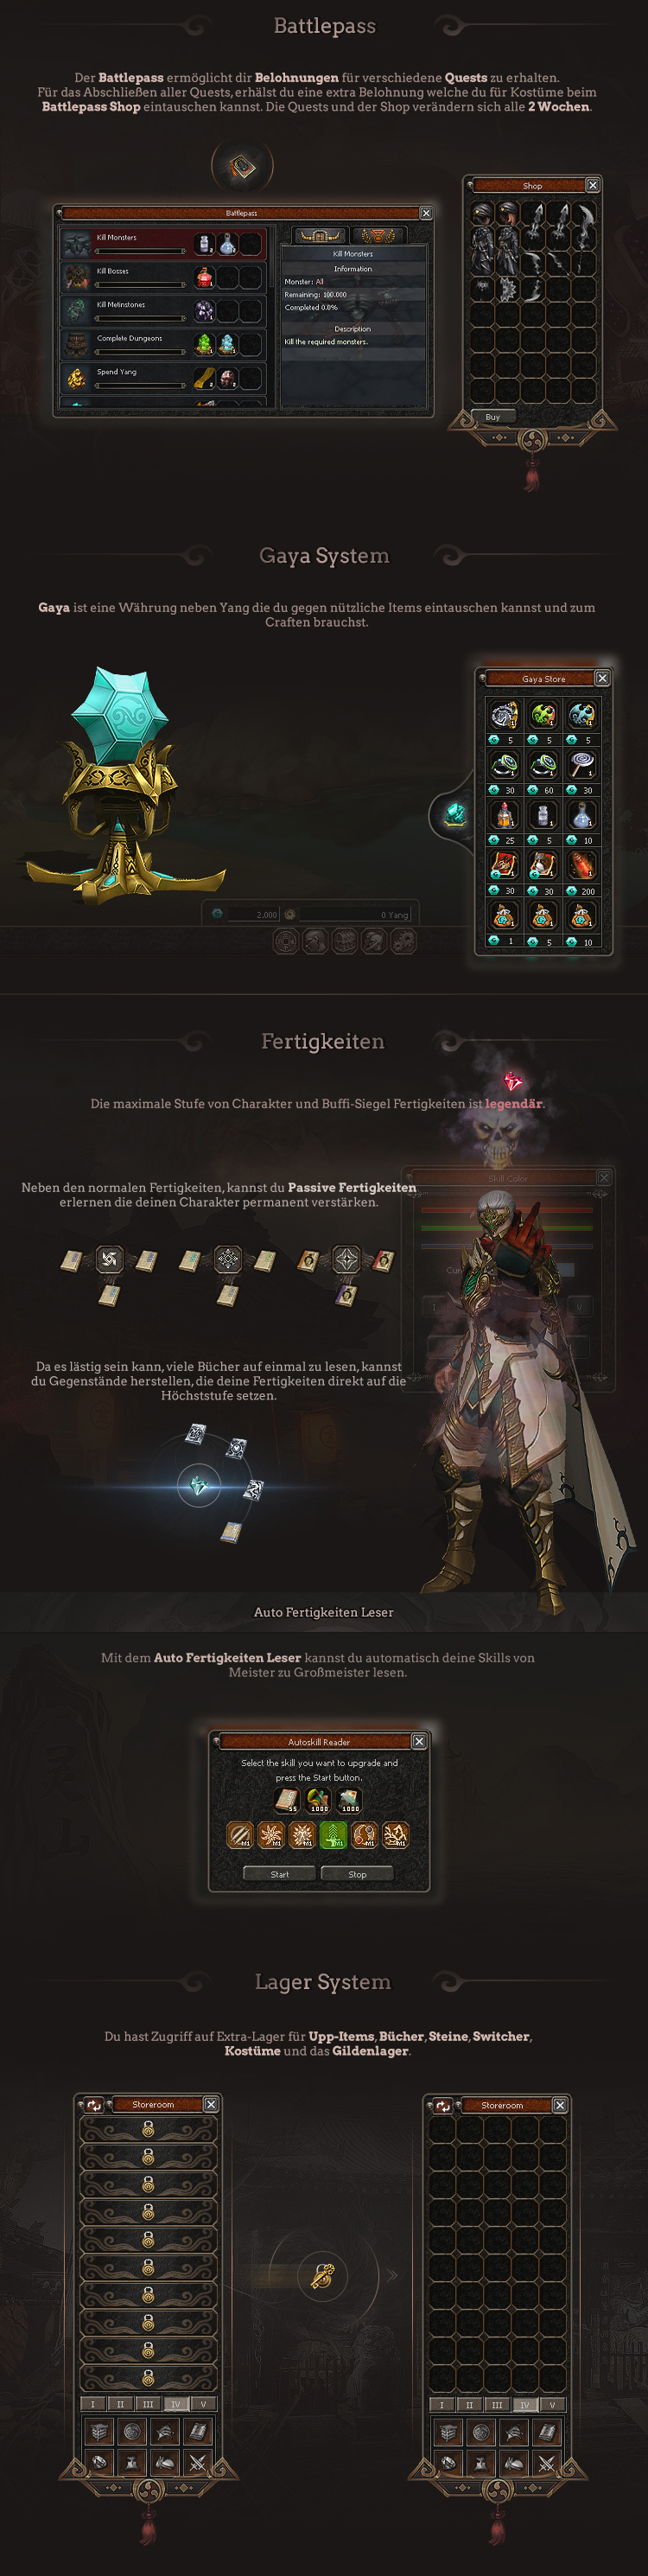 Battlepass
Der Battlepass ermöglicht dir Belohnungen für verschiedene Quests zu erhalten.
Für das Abschließen aller Quests, erhälst du eine extra Belohnung welche du für Kostüme beim
Battlepass Shop eintauschen kannst. Die Quests und der Shop verändern sich alle 2 Wochen.
Shop
Battlepass
Kill Monsters
Kill Bosses
Kill Metinstones
Complete Dungeons
Spend Yang
Kill Monsters
Information
Monster: All
Remaining: 100.000
Completed 0.0%
Description
Kill the required monsters.
Buy
Gaya System
Gaya ist eine Währung neben Yang die du gegen nützliche Items eintauschen kannst und zum
Craften brauchst.
Gaya Store
5 5 5
30 60 30
25 5 10
30 30 200
1 5 10
2.000 0 Yang
Fertigkeiten
Die maximale Stufe von Charakter und Buffi-Siegel Fertigkeiten ist legendär.
Skill Color
Neben den normalen Fertigkeiten, kannst du Passive Fertigkeiten
erlernen die deinen Charakter permanent verstärken.
Da es lästig sein kann, viele Bücher auf einmal zu lesen, kannst
du Gegenstände herstellen, die deine Fertigkeiten direkt auf die
Höchststufe setzen.
Auto Fertigkeiten Leser
Mit dem Auto Fertigkeiten Leser kannst du automatisch deine Skills von
Meister zu Großmeister lesen.
Autoskill Reader
Select the skill you want to upgrade and
press the Start button.
55 1000 1000
M1 M1 M1 M1 M1 M1
Start Stop
Lager System
Du hast Zugriff auf Extra-Lager für Upp-Items, Bücher, Steine, Switcher,
Kostüme und das Gildenlager.
Storeroom
I II III IV V
Storeroom
I II III IV V